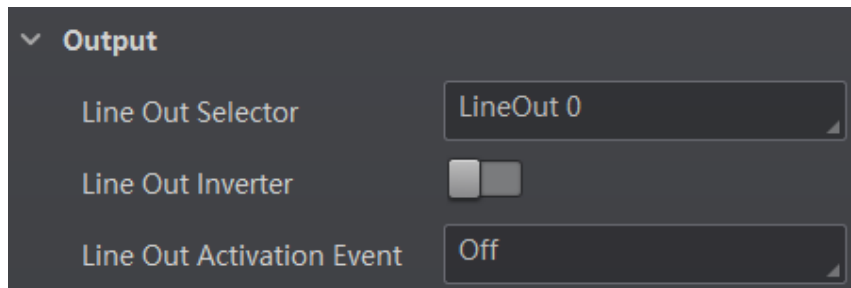 Output
Line Out Selector LineOut 0
Line Out Inverter
Line Out Activation Event Off